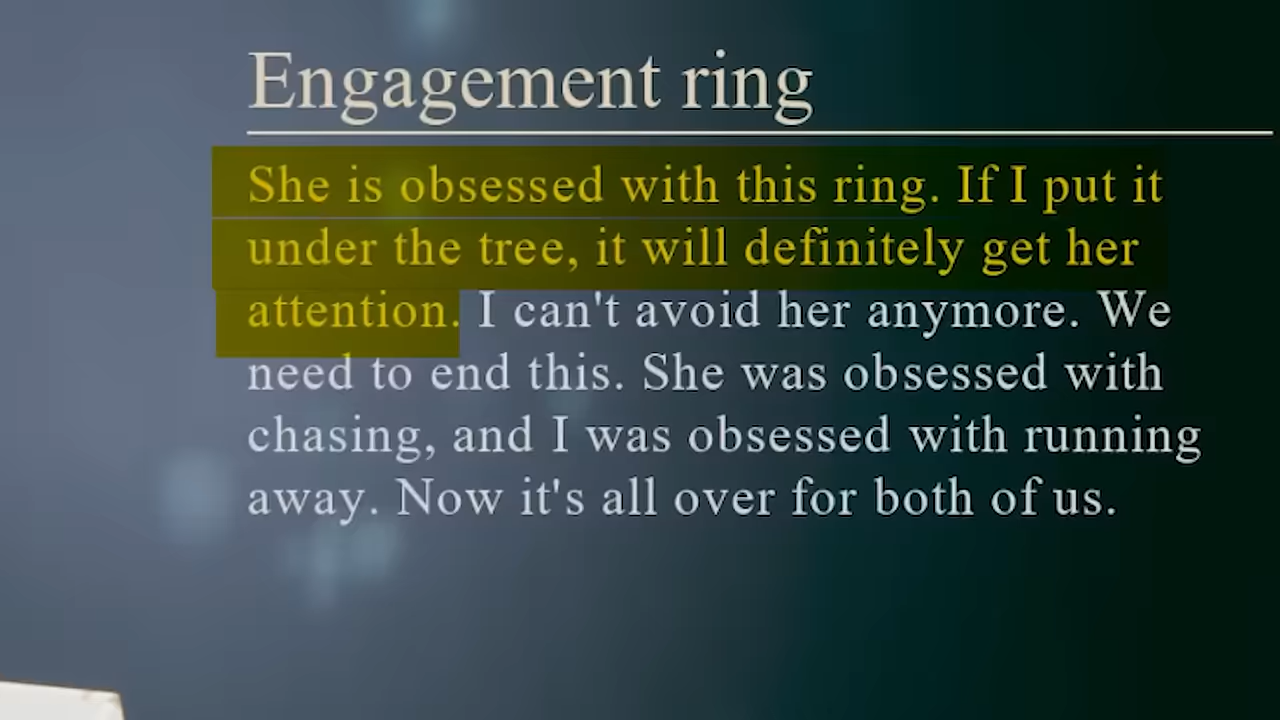 Engagement ring
She is obsessed with this ring. If I put it
under the tree, it will definitely get her
attention. I can't avoid her anymore. We
need to end this. She was obsessed with
chasing, and I was obsessed with running
away. Now it's all over for both of us.